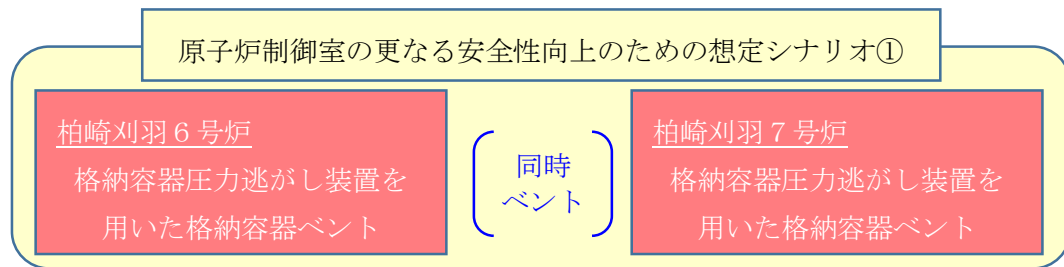 原子炉制御室の更なる安全性向上のための想定シナリオ①
柏崎刈羽６号炉
格納容器圧力逃がし装置を
用いた格納容器ベント
同時
ベント
柏崎刈羽７号炉
格納容器圧力逃がし装置を
用いた格納容器ベント